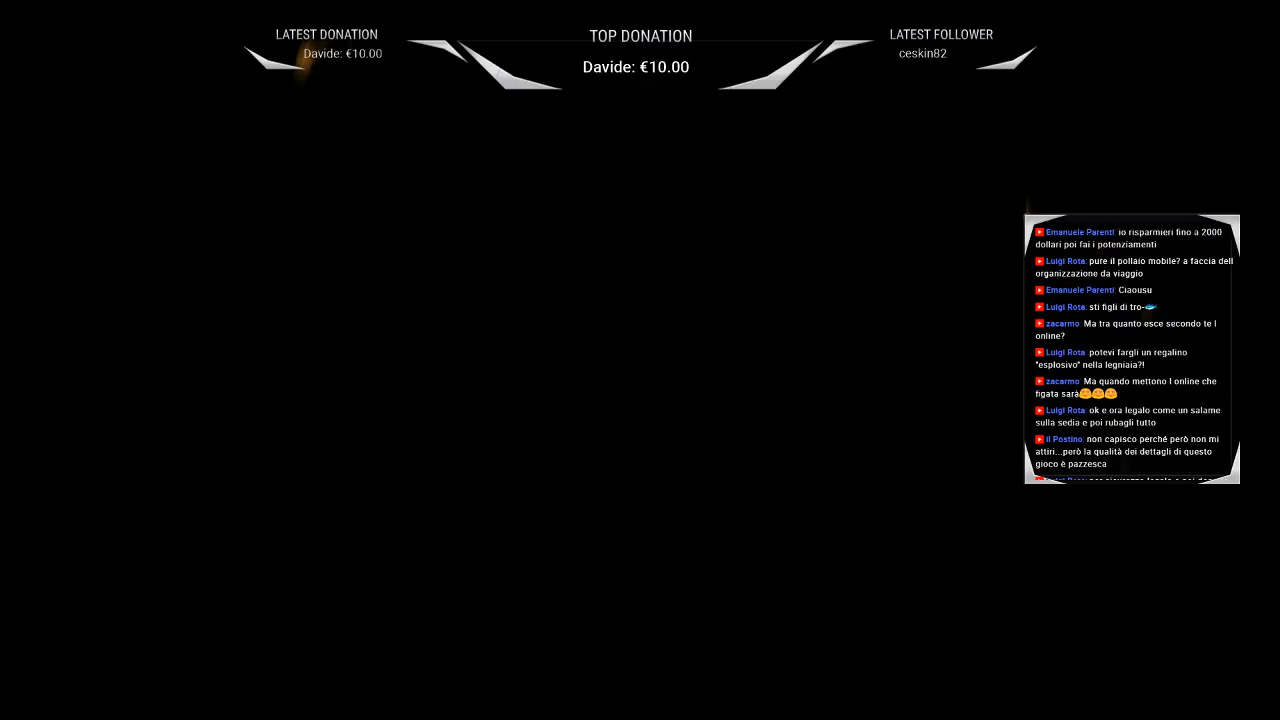 LATEST DONATION
Davide: €10.00
TOP DONATION
Davide: €10.00
LATEST FOLLOWER
ceskin82
Emanuele Parenti: io risparmieri fino a 2000
dollari poi fai i potenziamenti
Luigi Rota: pure il pollaio mobile? a faccia dell
organizzazione da viaggio
Emanuele Parenti: Ciaousu
Luigi Rota: sti figli di tro-🐟
zacarmo: Ma tra quanto esce secondo te l
online?
Luigi Rota: potevi fargli un regalino
"esplosivo" nella legniaia?!
zacarmo: Ma quando mettono l online che
figata sarà😊😊😊
Luigi Rota: ok e ora legalo come un salame
sulla sedia e poi rubagli tutto
il Postino: non capisco perché però non mi
attiri...però la qualità dei dettagli di questo
gioco è pazzesca